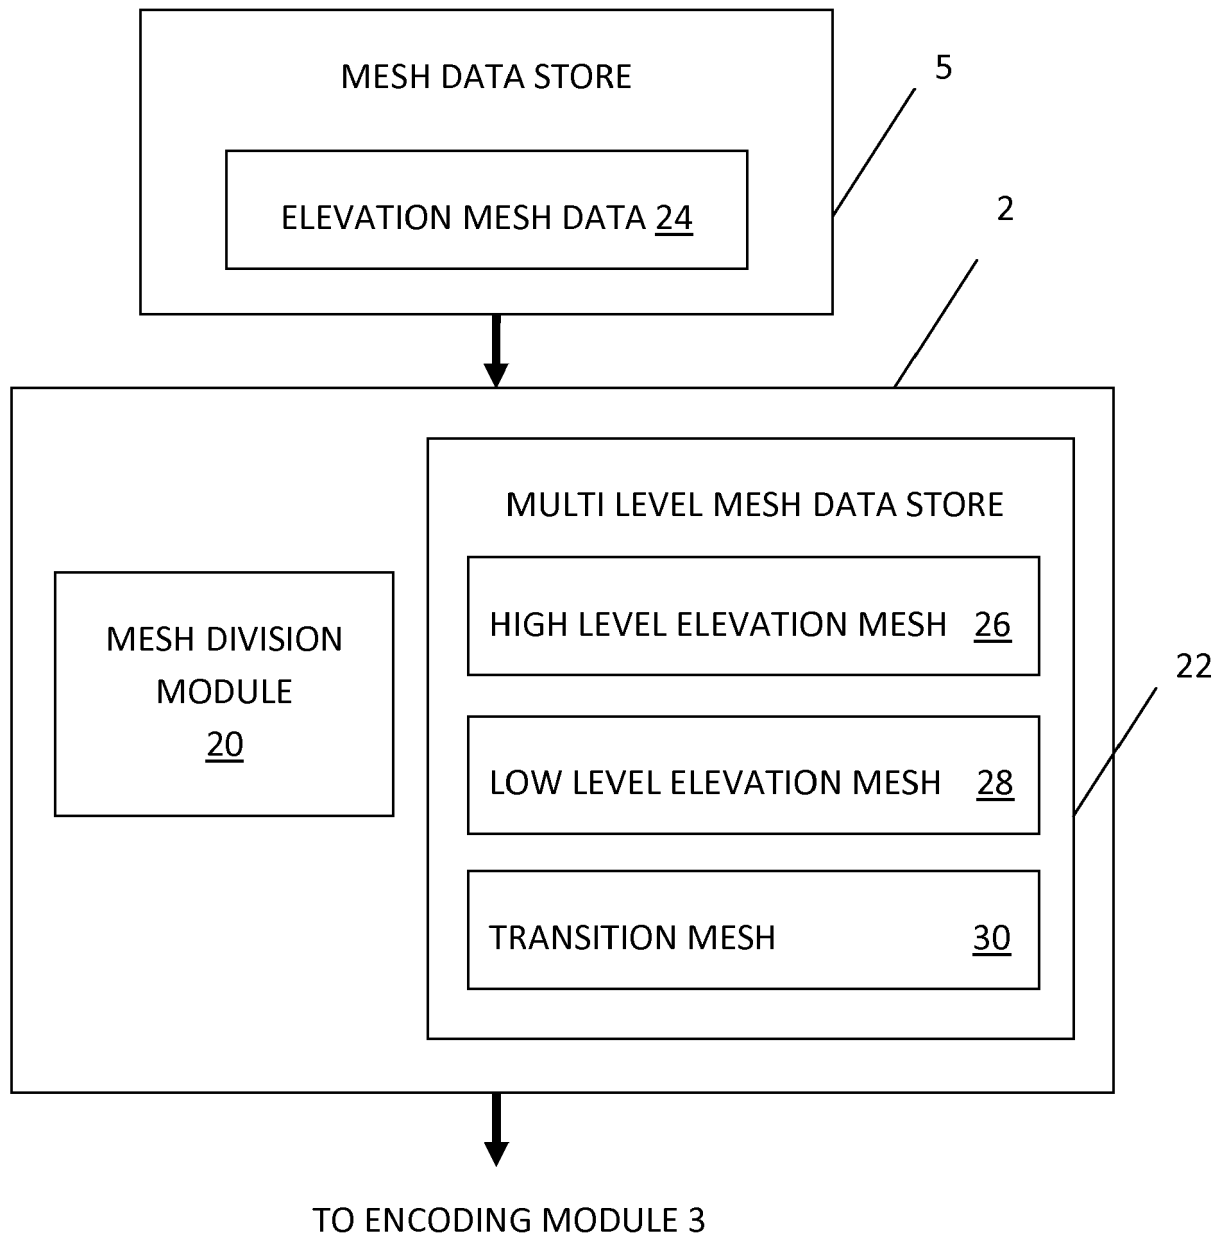 MESH DATA STORE
5
ELEVATION MESH DATA 24
2
MULTI LEVEL MESH DATA STORE
HIGH LEVEL ELEVATION MESH 26
MESH DIVISION
MODULE
20
22
LOW LEVEL ELEVATION MESH 28
TRANSITION MESH 30
TO ENCODING MODULE 3